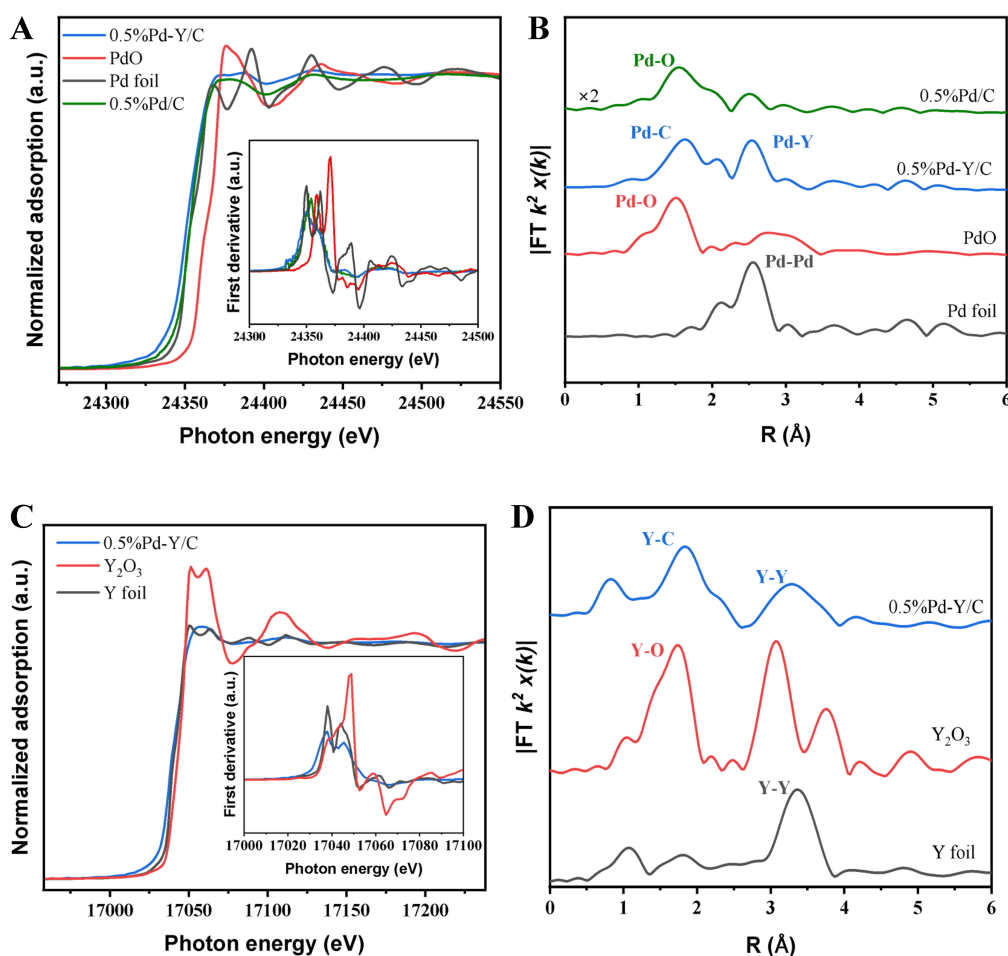 A
0.5%Pd-Y/C
PdO
Pd foil
0.5%Pd/C
Normalized adsorption (a.u.)
First derivative (a.u.)
24300 24350 24400 24450 24500
Photon energy (eV)
24300 24350 24400 24450 24500 24550
Photon energy (eV)
B
Pd-O
×2
0.5%Pd/C
Pd-C
Pd-Y
0.5%Pd-Y/C
Pd-O
PdO
Pd-Pd
Pd foil
|FT k² x(k)|
0 1 2 3 4 5 6
R (Å)
C
0.5%Pd-Y/C
Y₂O₃
Y foil
Normalized adsorption (a.u.)
First derivative (a.u.)
17000 17020 17040 17060 17080 17100
Photon energy (eV)
17000 17050 17100 17150 17200
Photon energy (eV)
D
Y-C
Y-Y
0.5%Pd-Y/C
Y-O
Y₂O₃
Y-Y
Y foil
|FT k² x(k)|
0 1 2 3 4 5 6
R (Å)